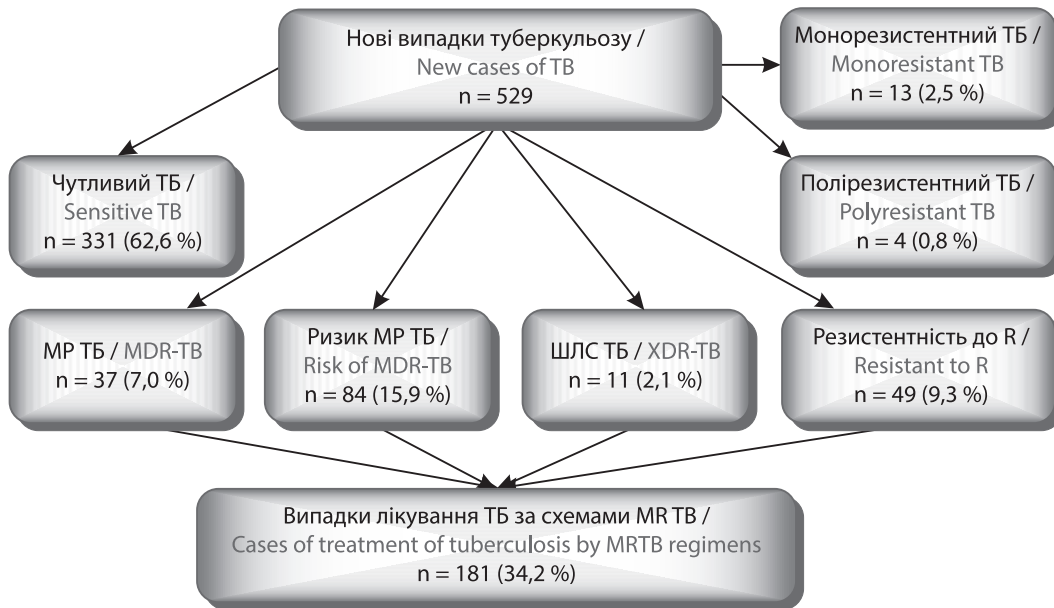 Нові випадки туберкульозу /
New cases of TB
n = 529
Монорезистентний ТБ /
Monoresistant TB
n = 13 (2,5 %)
Чутливий ТБ /
Sensitive TB
n = 331 (62,6 %)
Полірезистентний ТБ /
Polyresistant TB
n = 4 (0,8 %)
МР ТБ / MDR-TB
n = 37 (7,0 %)
Ризик МР ТБ /
Risk of MDR-TB
n = 84 (15,9 %)
ШЛС ТБ / XDR-TB
n = 11 (2,1 %)
Резистентність до R /
Resistant to R
n = 49 (9,3 %)
Випадки лікування ТБ за схемами MR TB /
Cases of treatment of tuberculosis by MRTB regimens
n = 181 (34,2 %)